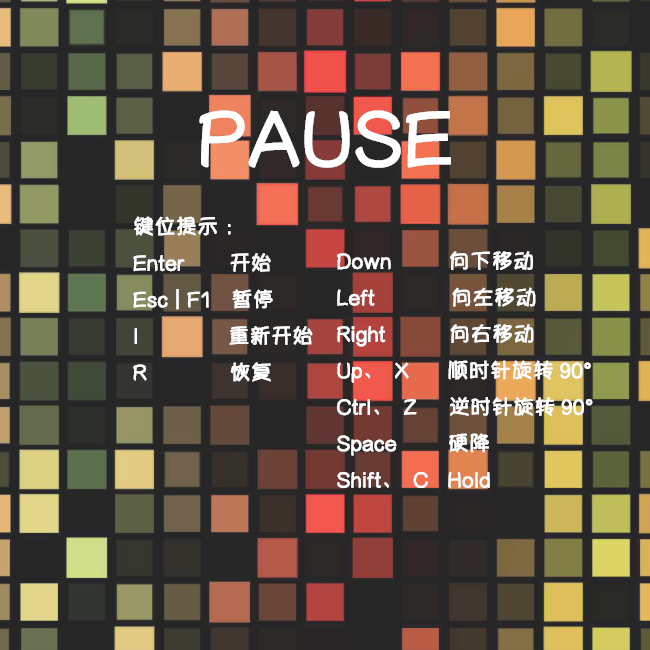 PAUSE
键位提示：
Enter 开始
Esc | F1 暂停
I 重新开始
R 恢复
Down 向下移动
Left 向左移动
Right 向右移动
Up、 X 顺时针旋转 90°
Ctrl、 Z 逆时针旋转 90°
Space 硬降
Shift、 C Hold